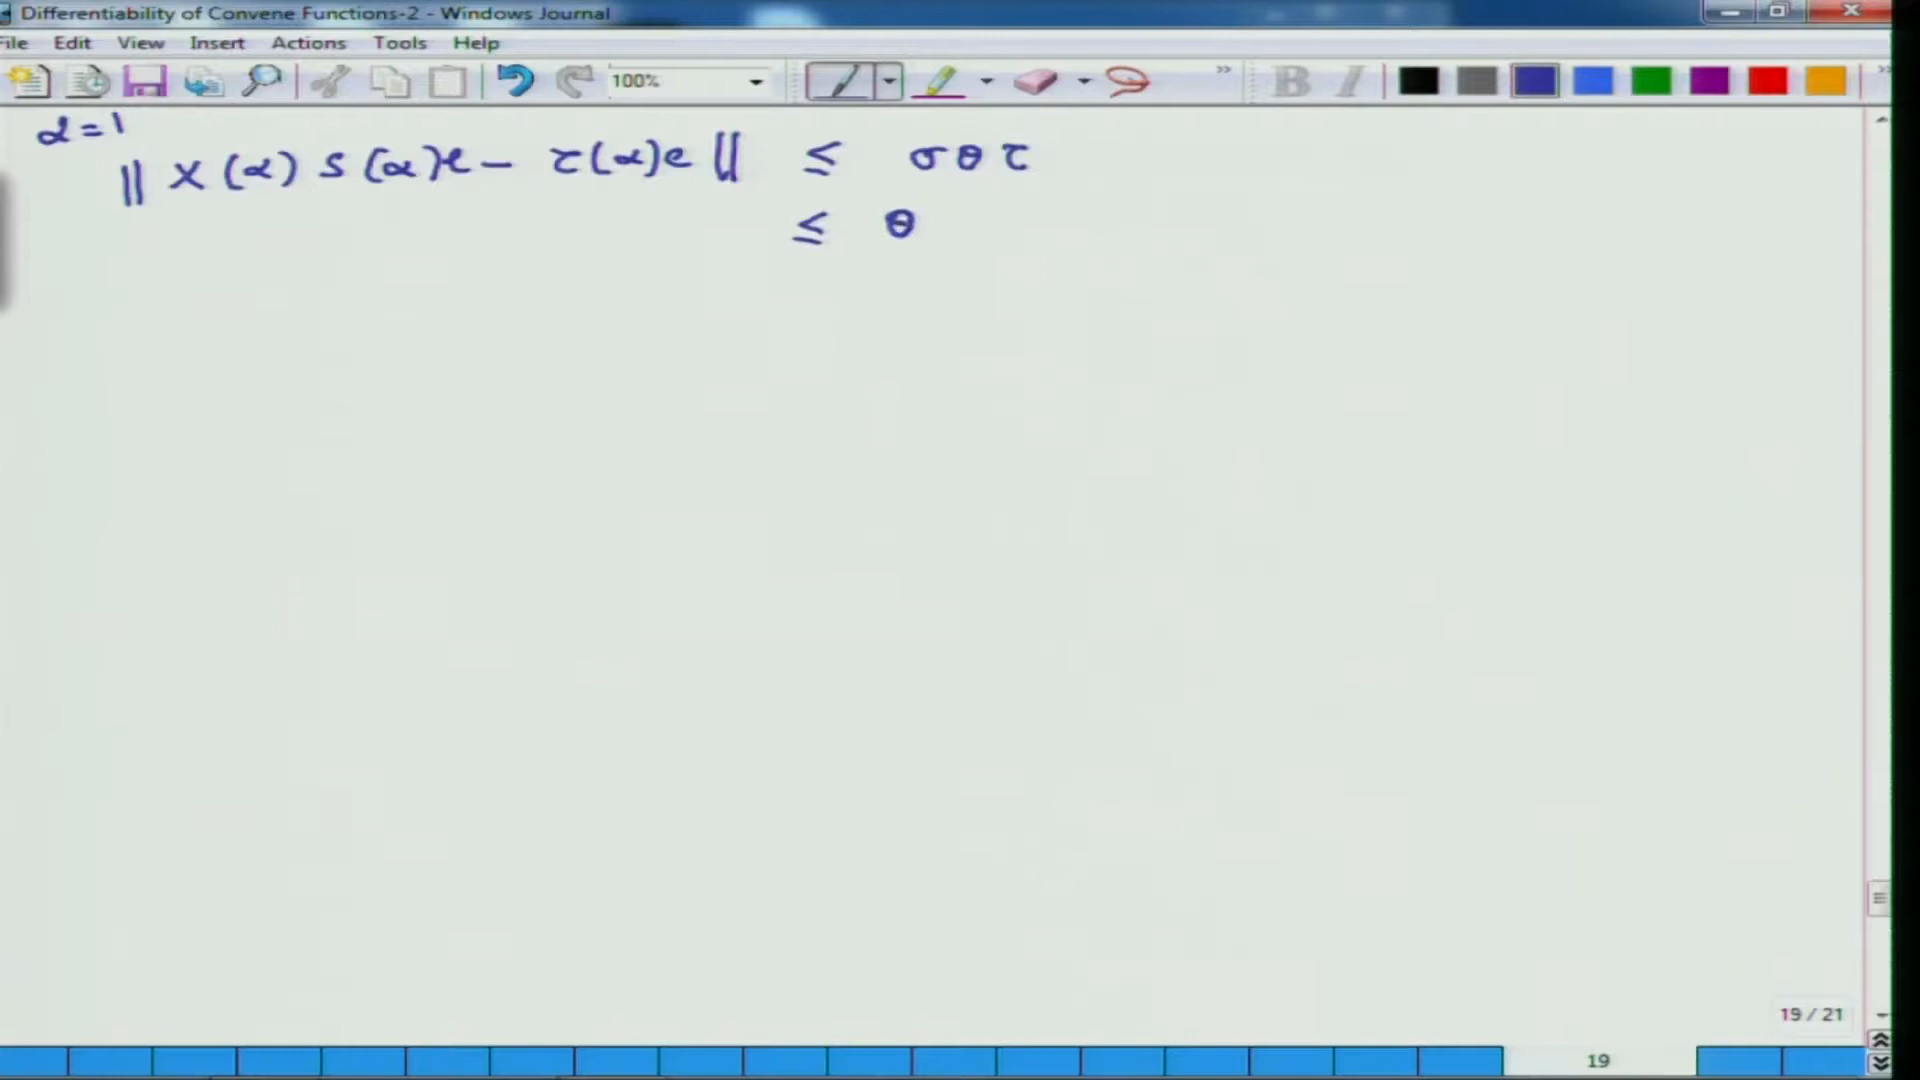 Differentiability of Convene Functions-2 - Windows Journal
File Edit View Insert Actions Tools Help
100%
B I
α = 1
|| X (α) S (α)e − τ(α)e || ≤ σ θ τ
≤ θ
19 / 21
19